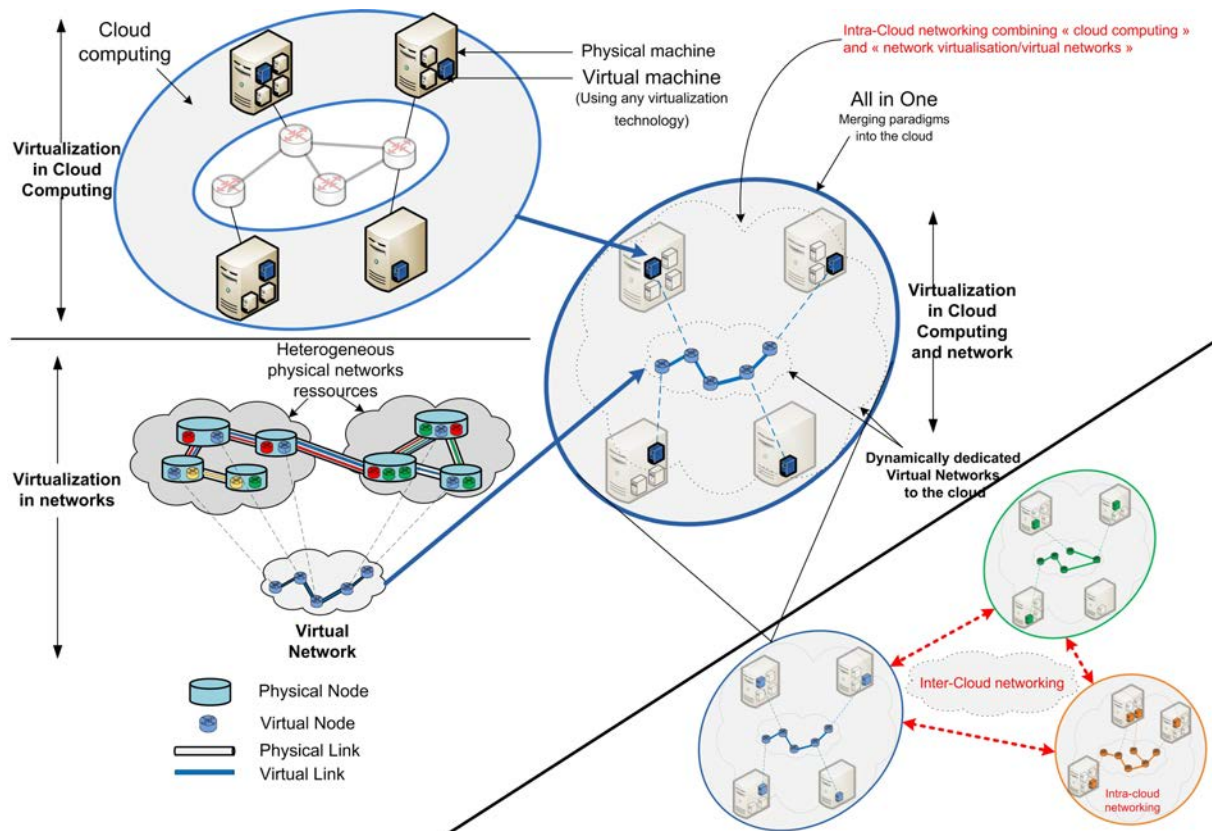 Cloud
computing
Physical machine
Virtual machine
(Using any virtualization
technology)
Virtualization
in Cloud
Computing
Intra-Cloud networking combining « cloud computing »
and « network virtualisation/virtual networks »
All in One
Merging paradigms
into the cloud
Virtualization
in Cloud
Computing
and network
Heterogeneous
physical networks
ressources
Virtualization
in networks
Dynamically dedicated
Virtual Networks
to the cloud
Virtual
Network
Physical Node
Virtual Node
Physical Link
Virtual Link
Inter-Cloud networking
Intra-cloud
networking